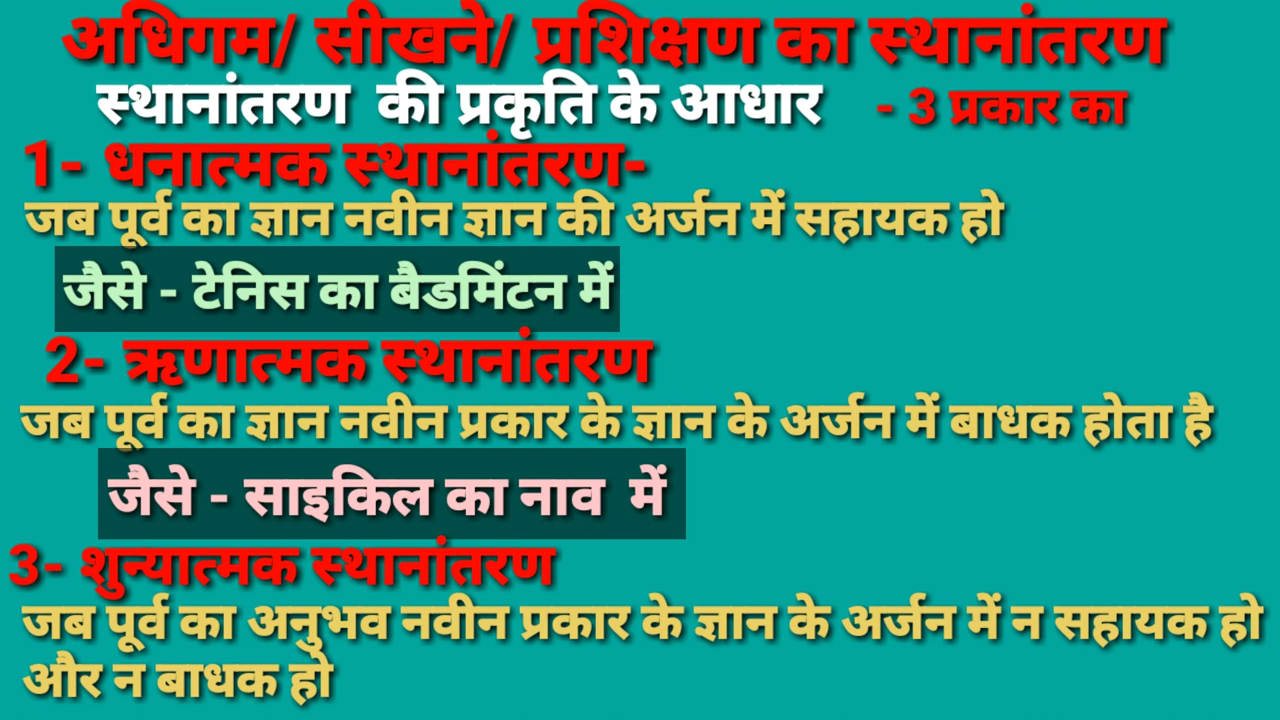 अधिगम/ सीखने/ प्रशिक्षण का स्थानांतरण
स्थानांतरण की प्रकृति के आधार - 3 प्रकार का
1- धनात्मक स्थानांतरण-
जब पूर्व का ज्ञान नवीन ज्ञान की अर्जन में सहायक हो
जैसे - टेनिस का बैडमिंटन में
2- ऋणात्मक स्थानांतरण
जब पूर्व का ज्ञान नवीन प्रकार के ज्ञान के अर्जन में बाधक होता है
जैसे - साइकिल का नाव में
3- शुन्यात्मक स्थानांतरण
जब पूर्व का अनुभव नवीन प्रकार के ज्ञान के अर्जन में न सहायक हो
और न बाधक हो